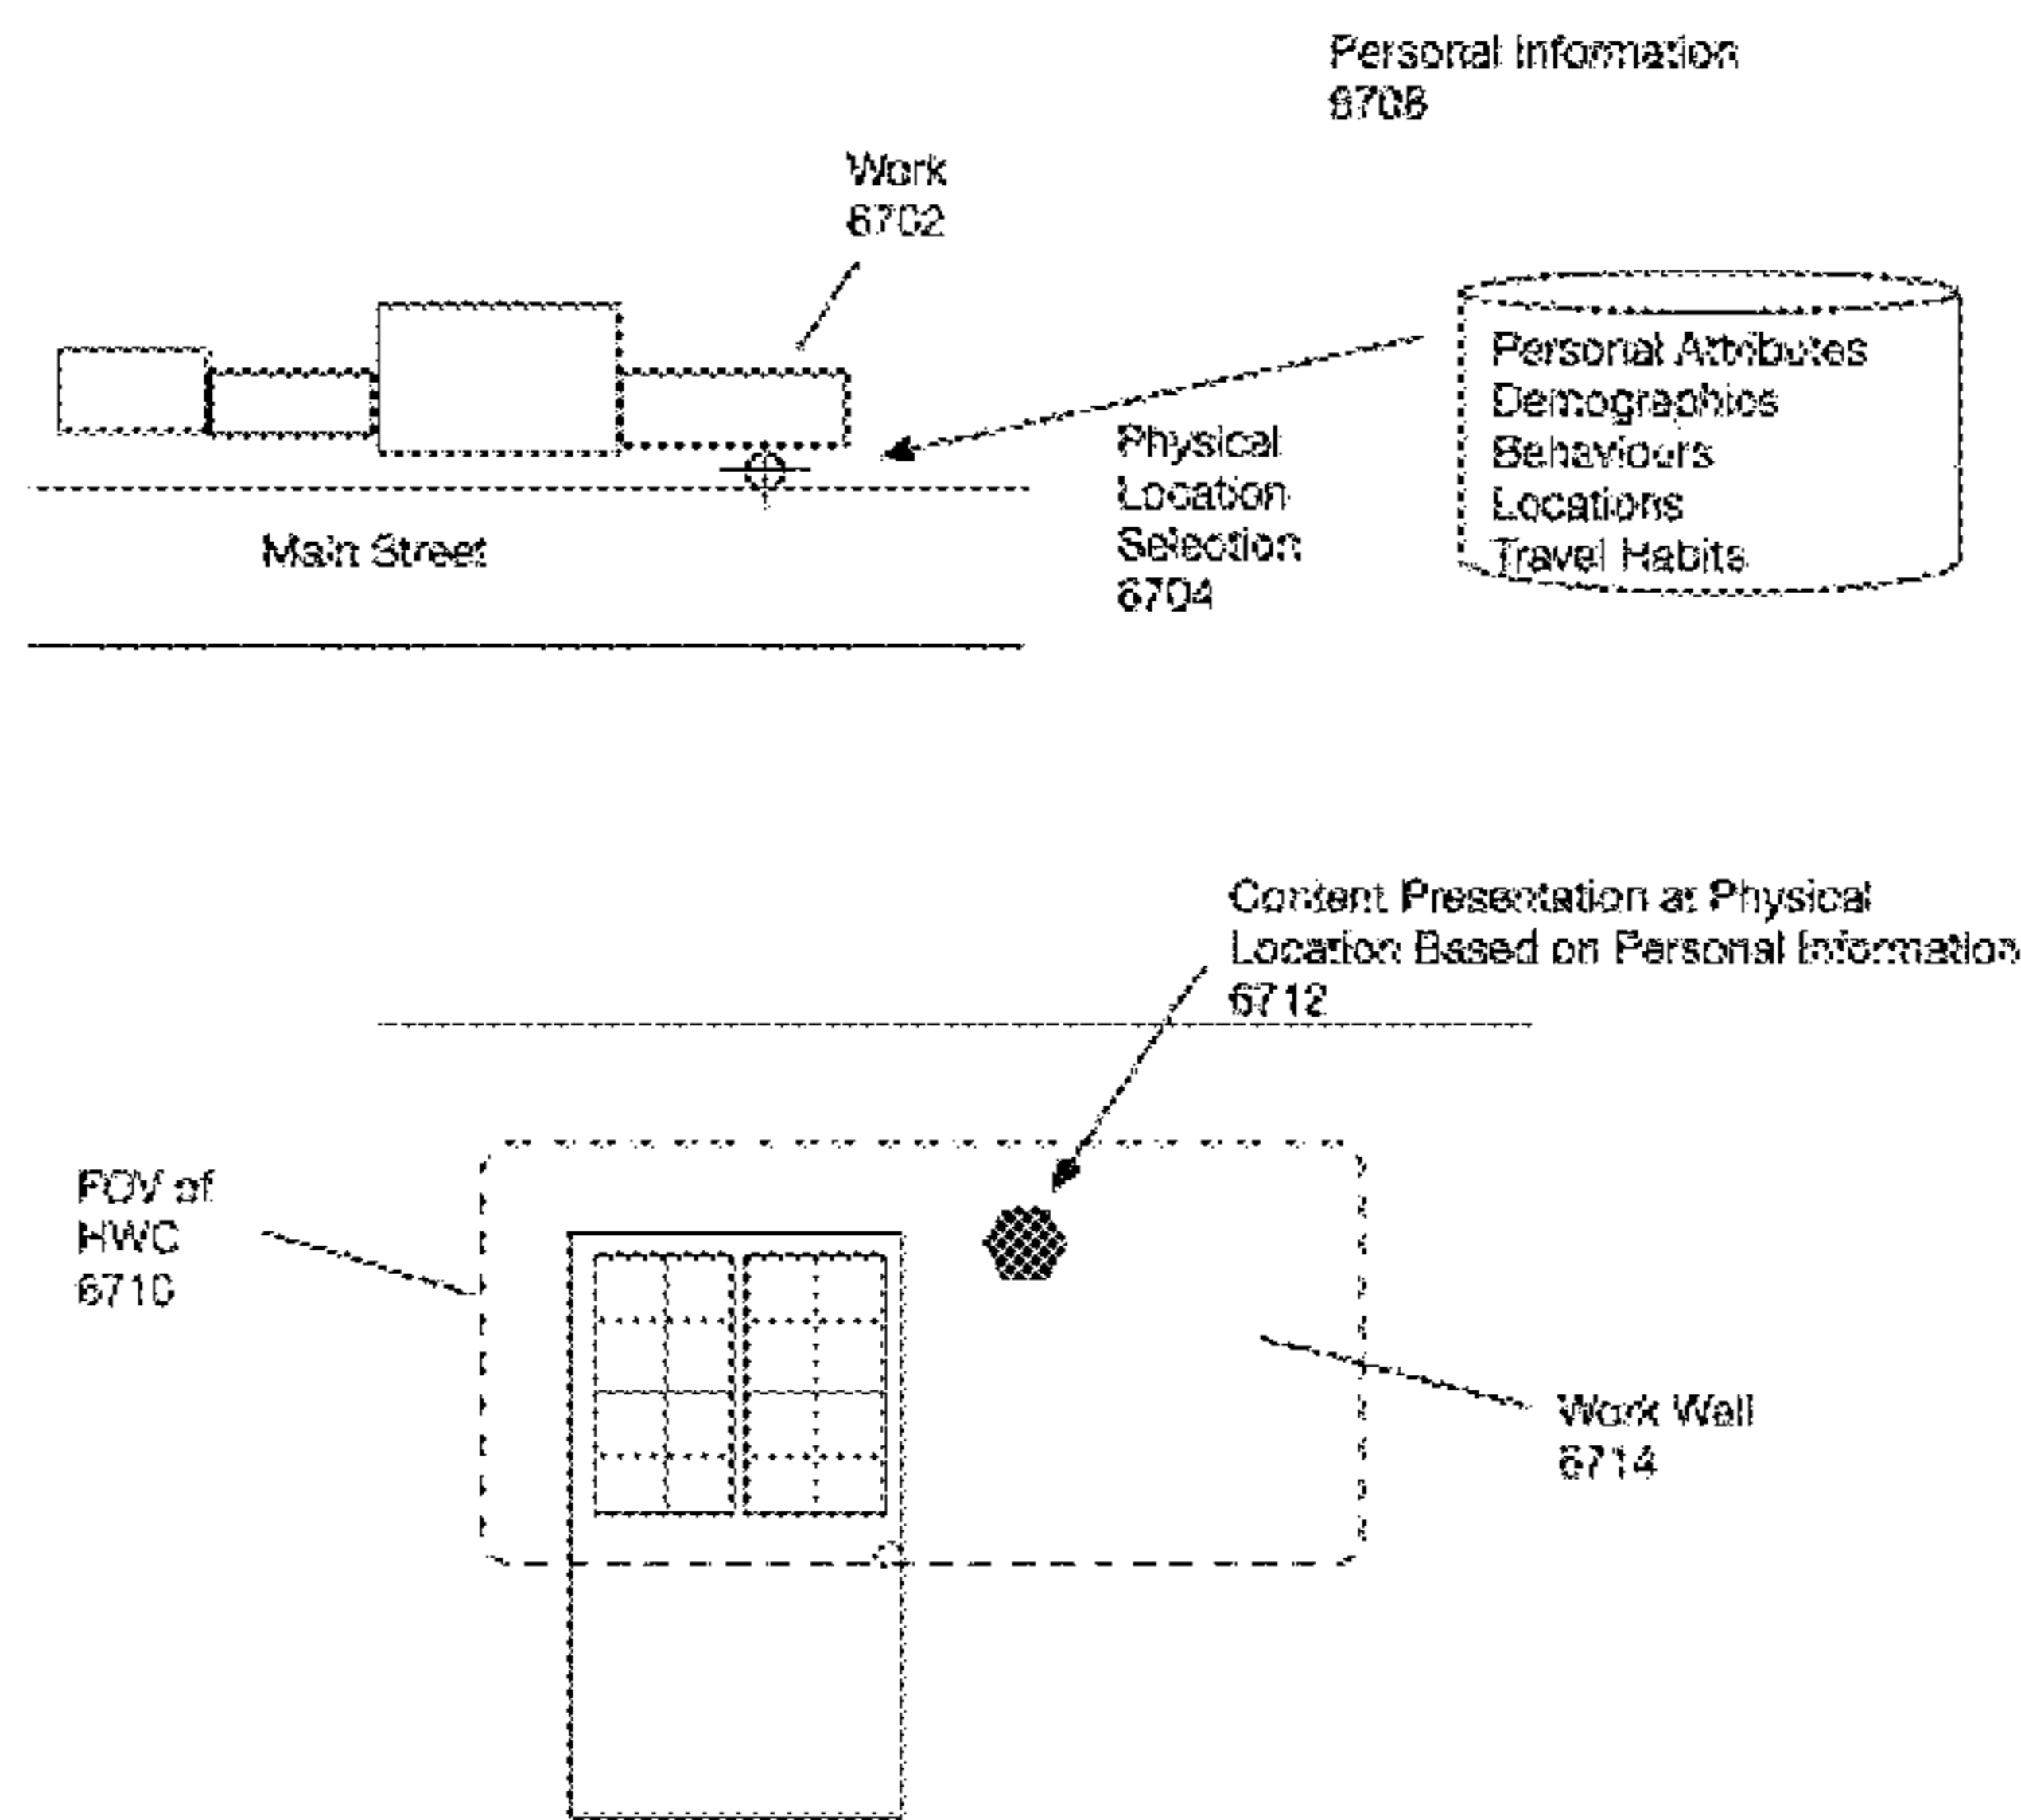 Personal Information
6708
Work
6702
Personal Attributes
Demographics
Behaviours
Locations
Travel Habits
Physical
Location
Selection
6704
Main Street
Content Presentation at Physical
Location Based on Personal Information
6712
FOV of
HWC
6710
Work Wall
6714